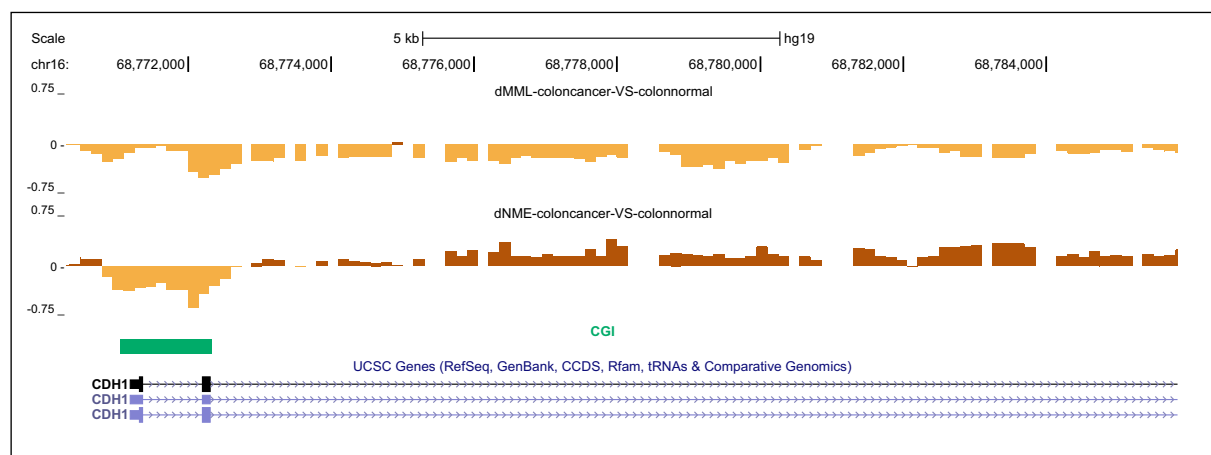 Scale 5 kb hg19
chr16: 68,772,000 68,774,000 68,776,000 68,778,000 68,780,000 68,782,000 68,784,000
0.75 _
dMML-coloncancer-VS-colonnormal
0 -
-0.75 _
0.75 _
dNME-coloncancer-VS-colonnormal
0 -
-0.75 _
CGI
UCSC Genes (RefSeq, GenBank, CCDS, Rfam, tRNAs & Comparative Genomics)
CDH1
CDH1
CDH1